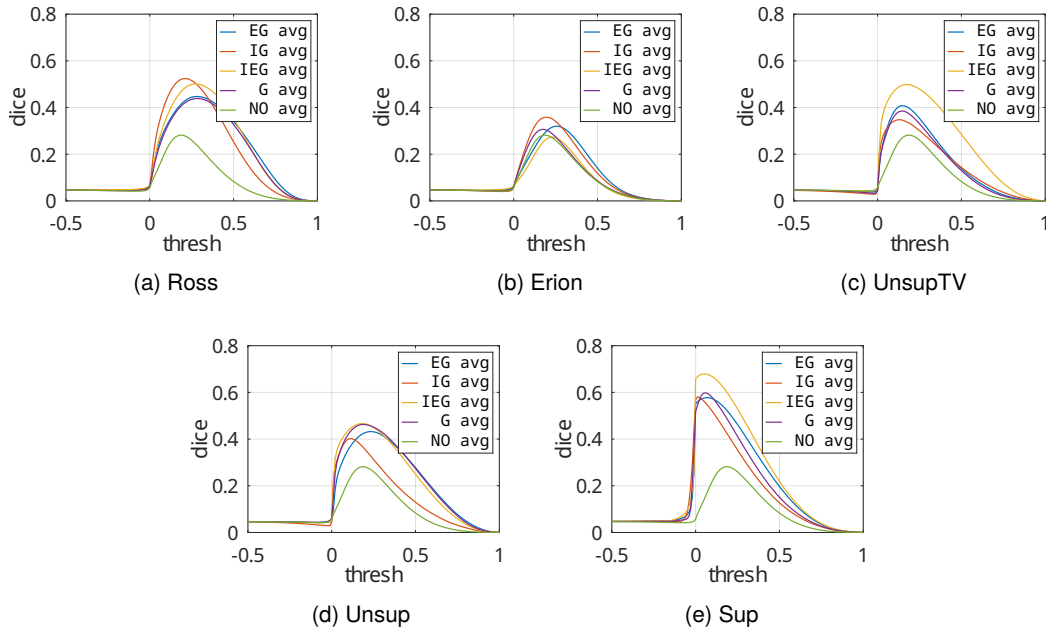 0.8
0.6
0.4
0.2
0
dice
-0.5 0 0.5 1
thresh
EG avg
IG avg
IEG avg
G avg
NO avg
(a) Ross
0.8
0.6
0.4
0.2
0
dice
-0.5 0 0.5 1
thresh
EG avg
IG avg
IEG avg
G avg
NO avg
(b) Erion
0.8
0.6
0.4
0.2
0
dice
-0.5 0 0.5 1
thresh
EG avg
IG avg
IEG avg
G avg
NO avg
(c) UnsupTV
0.8
0.6
0.4
0.2
0
dice
-0.5 0 0.5 1
thresh
EG avg
IG avg
IEG avg
G avg
NO avg
(d) Unsup
0.8
0.6
0.4
0.2
0
dice
-0.5 0 0.5 1
thresh
EG avg
IG avg
IEG avg
G avg
NO avg
(e) Sup